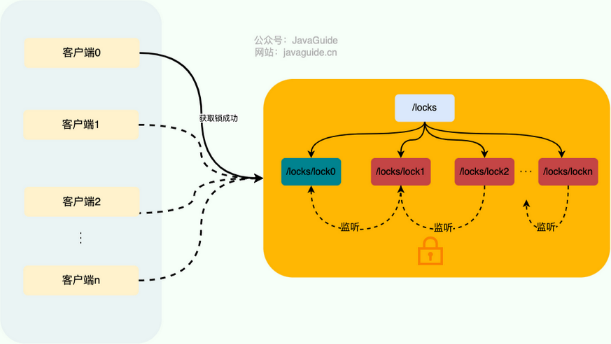 公众号：JavaGuide
网站：javaguide.cn
客户端0
客户端1
客户端2
客户端n
获取锁成功
/locks
/locks/lock0
/locks/lock1
/locks/lock2
/locks/lockn
监听
监听
监听